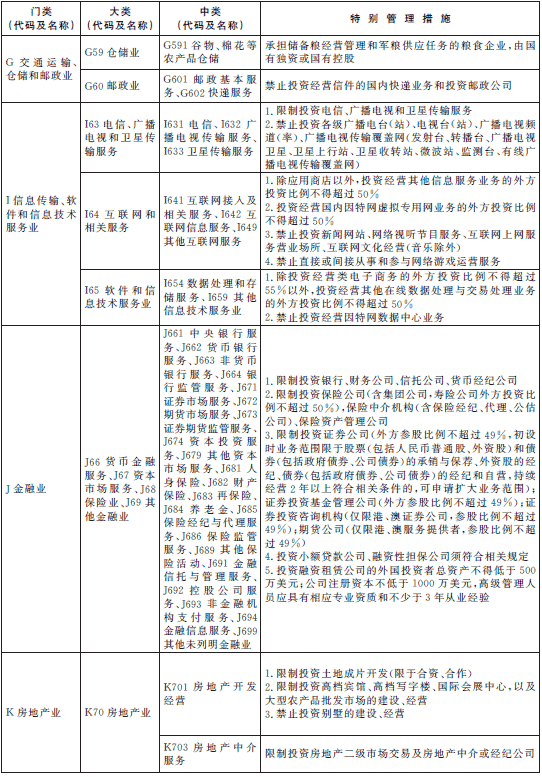 门类
（代码及名称）
大类
（代码及名称）
中类
（代码及名称）
特别管理措施
G 交通运输、
仓储和邮政业
G59 仓储业
G591 谷物、棉花等
农产品仓储
承担储备粮经营管理和军粮供应任务的粮食企业，由国
有独资或国有控股
G60 邮政业
G601 邮政基本服
务、G602 快递服务
禁止投资经营信件的国内快递业务和投资邮政公司
I 信息传输、
软件和信息技术
服务业
I63 电信、广播
电视和卫星传
输服务
I631 电信、I632 广
播电视传输服务、
I633 卫星传输服务
1. 限制投资电信、广播电视和卫星传输服务
2. 禁止投资各级广播电台(站)、电视台(站)、广播电视频
道(率)、广播电视传输覆盖网(发射台、转播台、广播电视
卫星、卫星上行站、卫星收转站、微波站、监测台、有线广
播电视传输覆盖网)
I64 互联网和
相关服务
I641 互联网接入及
相关服务、I642 互
联网信息服务、I649
其他互联网服务
1. 除应用商店以外，投资经营其他信息服务业务的外方
投资比例不得超过 50%
2. 投资经营国内因特网虚拟专用网业务的外方投资比例
不得超过 50%
3. 禁止投资新闻网站、网络视听节目服务、互联网上网服
务营业场所、互联网文化经营(音乐除外)
4. 禁止直接或间接从事和参与网络游戏运营服务
I65 软件和信
息技术服务业
I654 数据处理和存
储服务、I659 其他
信息技术服务业
1. 除投资经营类电子商务的外方投资比例不得超过
55%以外，投资经营其他在线数据处理与交易处理业务
的外方投资比例不得超过 50%
2. 禁止投资经营因特网数据中心业务
J 金融业
J66 货币金融
服务、J67 资本
市场服务、J68
保险业、J69 其
他金融业
J661 中央银行服
务、J662 货币银行
服务、J663 非货币
银行服务、J664 银
行监管服务、J671
证券市场服务、J672
期货市场服务、J673
证券期货监管服务、
J674 资本投资服
务、J679 其他资本
市场服务、J681 人
身保险、J682 财产
保险、J683 再保险、
J684 养老金、J685
保险经纪与代理服
务、J686 保险监管
服务、J689 其他保
险活动、J691 金融
信托与管理服务、
J692 控股公司服
务、J693 非金融机
构支付服务、J694
金融信息服务、J699
其他未列明金融业
1. 限制投资银行、财务公司、信托公司、货币经纪公司
2. 限制投资保险公司(含集团公司，寿险公司外方投资比
例不超过 50%)，保险中介机构(含保险经纪、代理、公估
公司)、保险资产管理公司
3. 限制投资证券公司(外方参股比例不超过 49%，初设
时业务范围限于股票(包括人民币普通股、外资股)和债
券(包括政府债券、公司债券)的承销与保荐、外资股的经
纪、债券(包括政府债券、公司债券)的经纪和自营，持续
经营 2 年以上符合相关条件的，可申请扩大业务范围)；
证券投资基金管理公司(外方参股比例不超过 49%)；证
券投资咨询机构(仅限港、澳证券公司，参股比例不超过
49%)；期货公司(仅限港、澳服务提供者，参股比例不超
过 49%)
4. 投资小额贷款公司、融资性担保公司须符合相关规定
5. 投资融资租赁公司的外国投资者总资产不得低于 500
万美元；公司注册资本不低于 1000 万美元，高级管理人
员应具有相应专业资质和不少于 3 年从业经验
K 房地产业
K70 房地产业
K701 房地产开发
经营
1. 限制投资土地成片开发(限于合资、合作)
2. 限制投资高档宾馆、高档写字楼、国际会展中心，以及
大型农产品批发市场的建设、经营
3. 禁止投资别墅的建设、经营
K703 房地产中介
服务
限制投资房地产二级市场交易及房地产中介或经纪公司